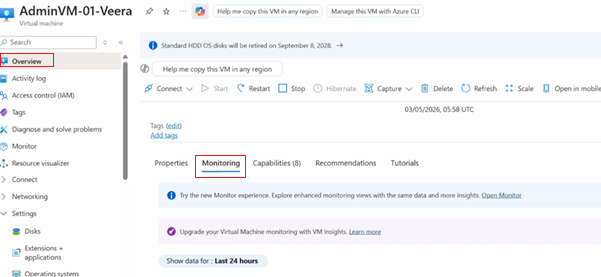 AdminVM-01-Veera
Virtual machine
Help me copy this VM in any region
Manage this VM with Azure CLI
Search
Overview
Activity log
Access control (IAM)
Tags
Diagnose and solve problems
Monitor
Resource visualizer
Connect
Networking
Settings
Disks
Extensions +
applications
Operating system
Standard HDD OS disks will be retired on September 8, 2028. →
Help me copy this VM in any region
Connect Start Restart Stop Hibernate Capture Delete Refresh Scale Open in mobile
03/05/2026, 05:58 UTC
Tags (edit)
Add tags
Properties Monitoring Capabilities (8) Recommendations Tutorials
Try the new Monitor experience. Explore enhanced monitoring views with the same data and more insights. Open Monitor
Upgrade your Virtual Machine monitoring with VM Insights. Learn more
Show data for : Last 24 hours